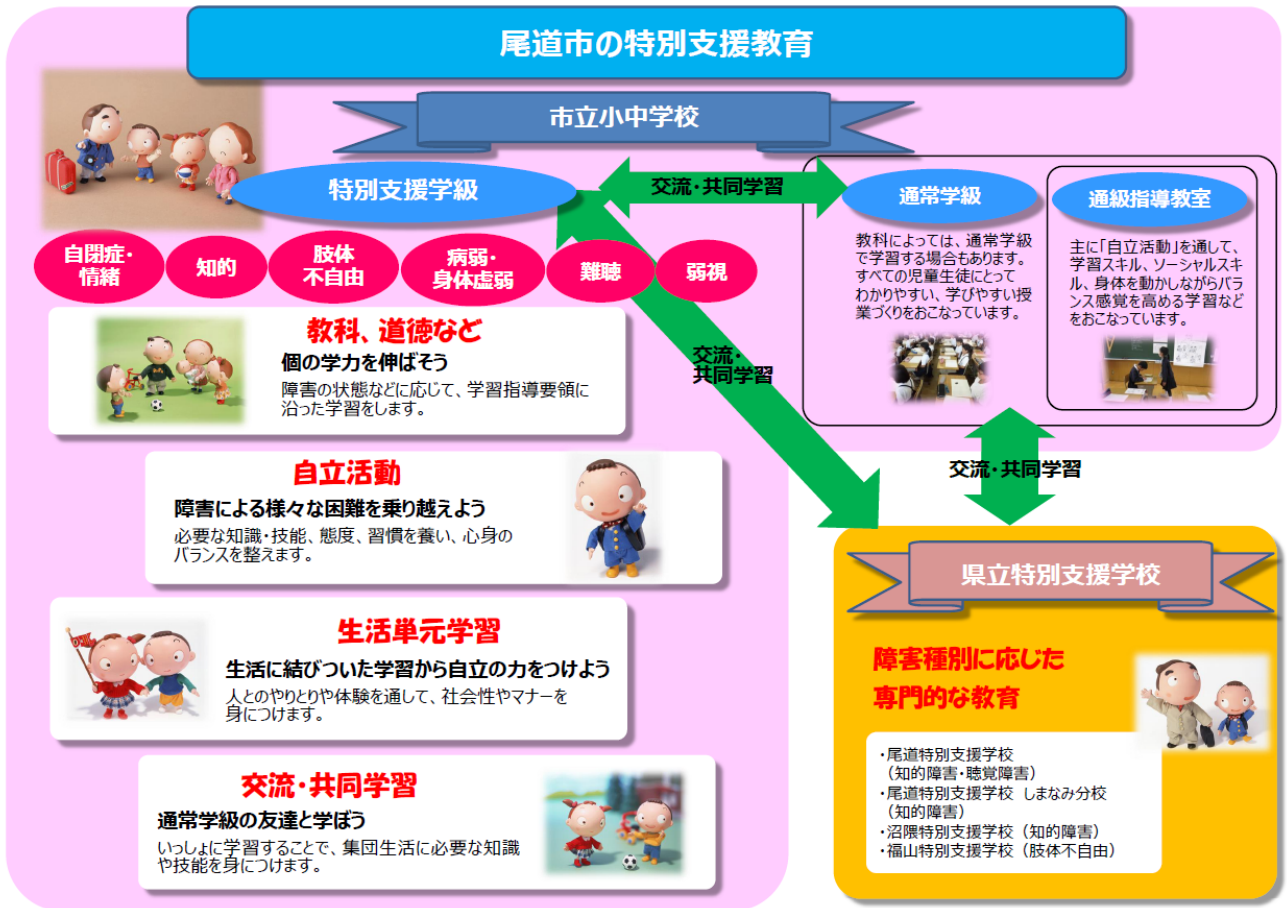 尾道市の特別支援教育
市立小中学校
特別支援学級
交流・共同学習
通常学級
通級指導教室
自閉症・
情緒
知的
肢体
不自由
病弱・
身体虚弱
難聴
弱視
教科によっては、通常学級
で学習する場合もあります。
すべての児童生徒にとって
わかりやすい、学びやすい授
業づくりをおこなっています。
主に「自立活動」を通して、
学習スキル、ソーシャルスキ
ル、身体を動かしながらバラ
ンス感覚を高める学習など
をおこなっています。
教科、道徳など
個の学力を伸ばそう
障害の状態などに応じて、学習指導要領に
沿った学習をします。
交流・
共同学習
自立活動
障害による様々な困難を乗り越えよう
必要な知識・技能、態度、習慣を養い、心身の
バランスを整えます。
交流・共同学習
生活単元学習
生活に結びついた学習から自立の力をつけよう
人とのやりとりや体験を通して、社会性やマナーを
身につけます。
交流・共同学習
通常学級の友達と学ぼう
いっしょに学習することで、集団生活に必要な知識
や技能を身につけます。
県立特別支援学校
障害種別に応じた
専門的な教育
・尾道特別支援学校
（知的障害・聴覚障害）
・尾道特別支援学校 しまなみ分校
（知的障害）
・沼隈特別支援学校（知的障害）
・福山特別支援学校（肢体不自由）